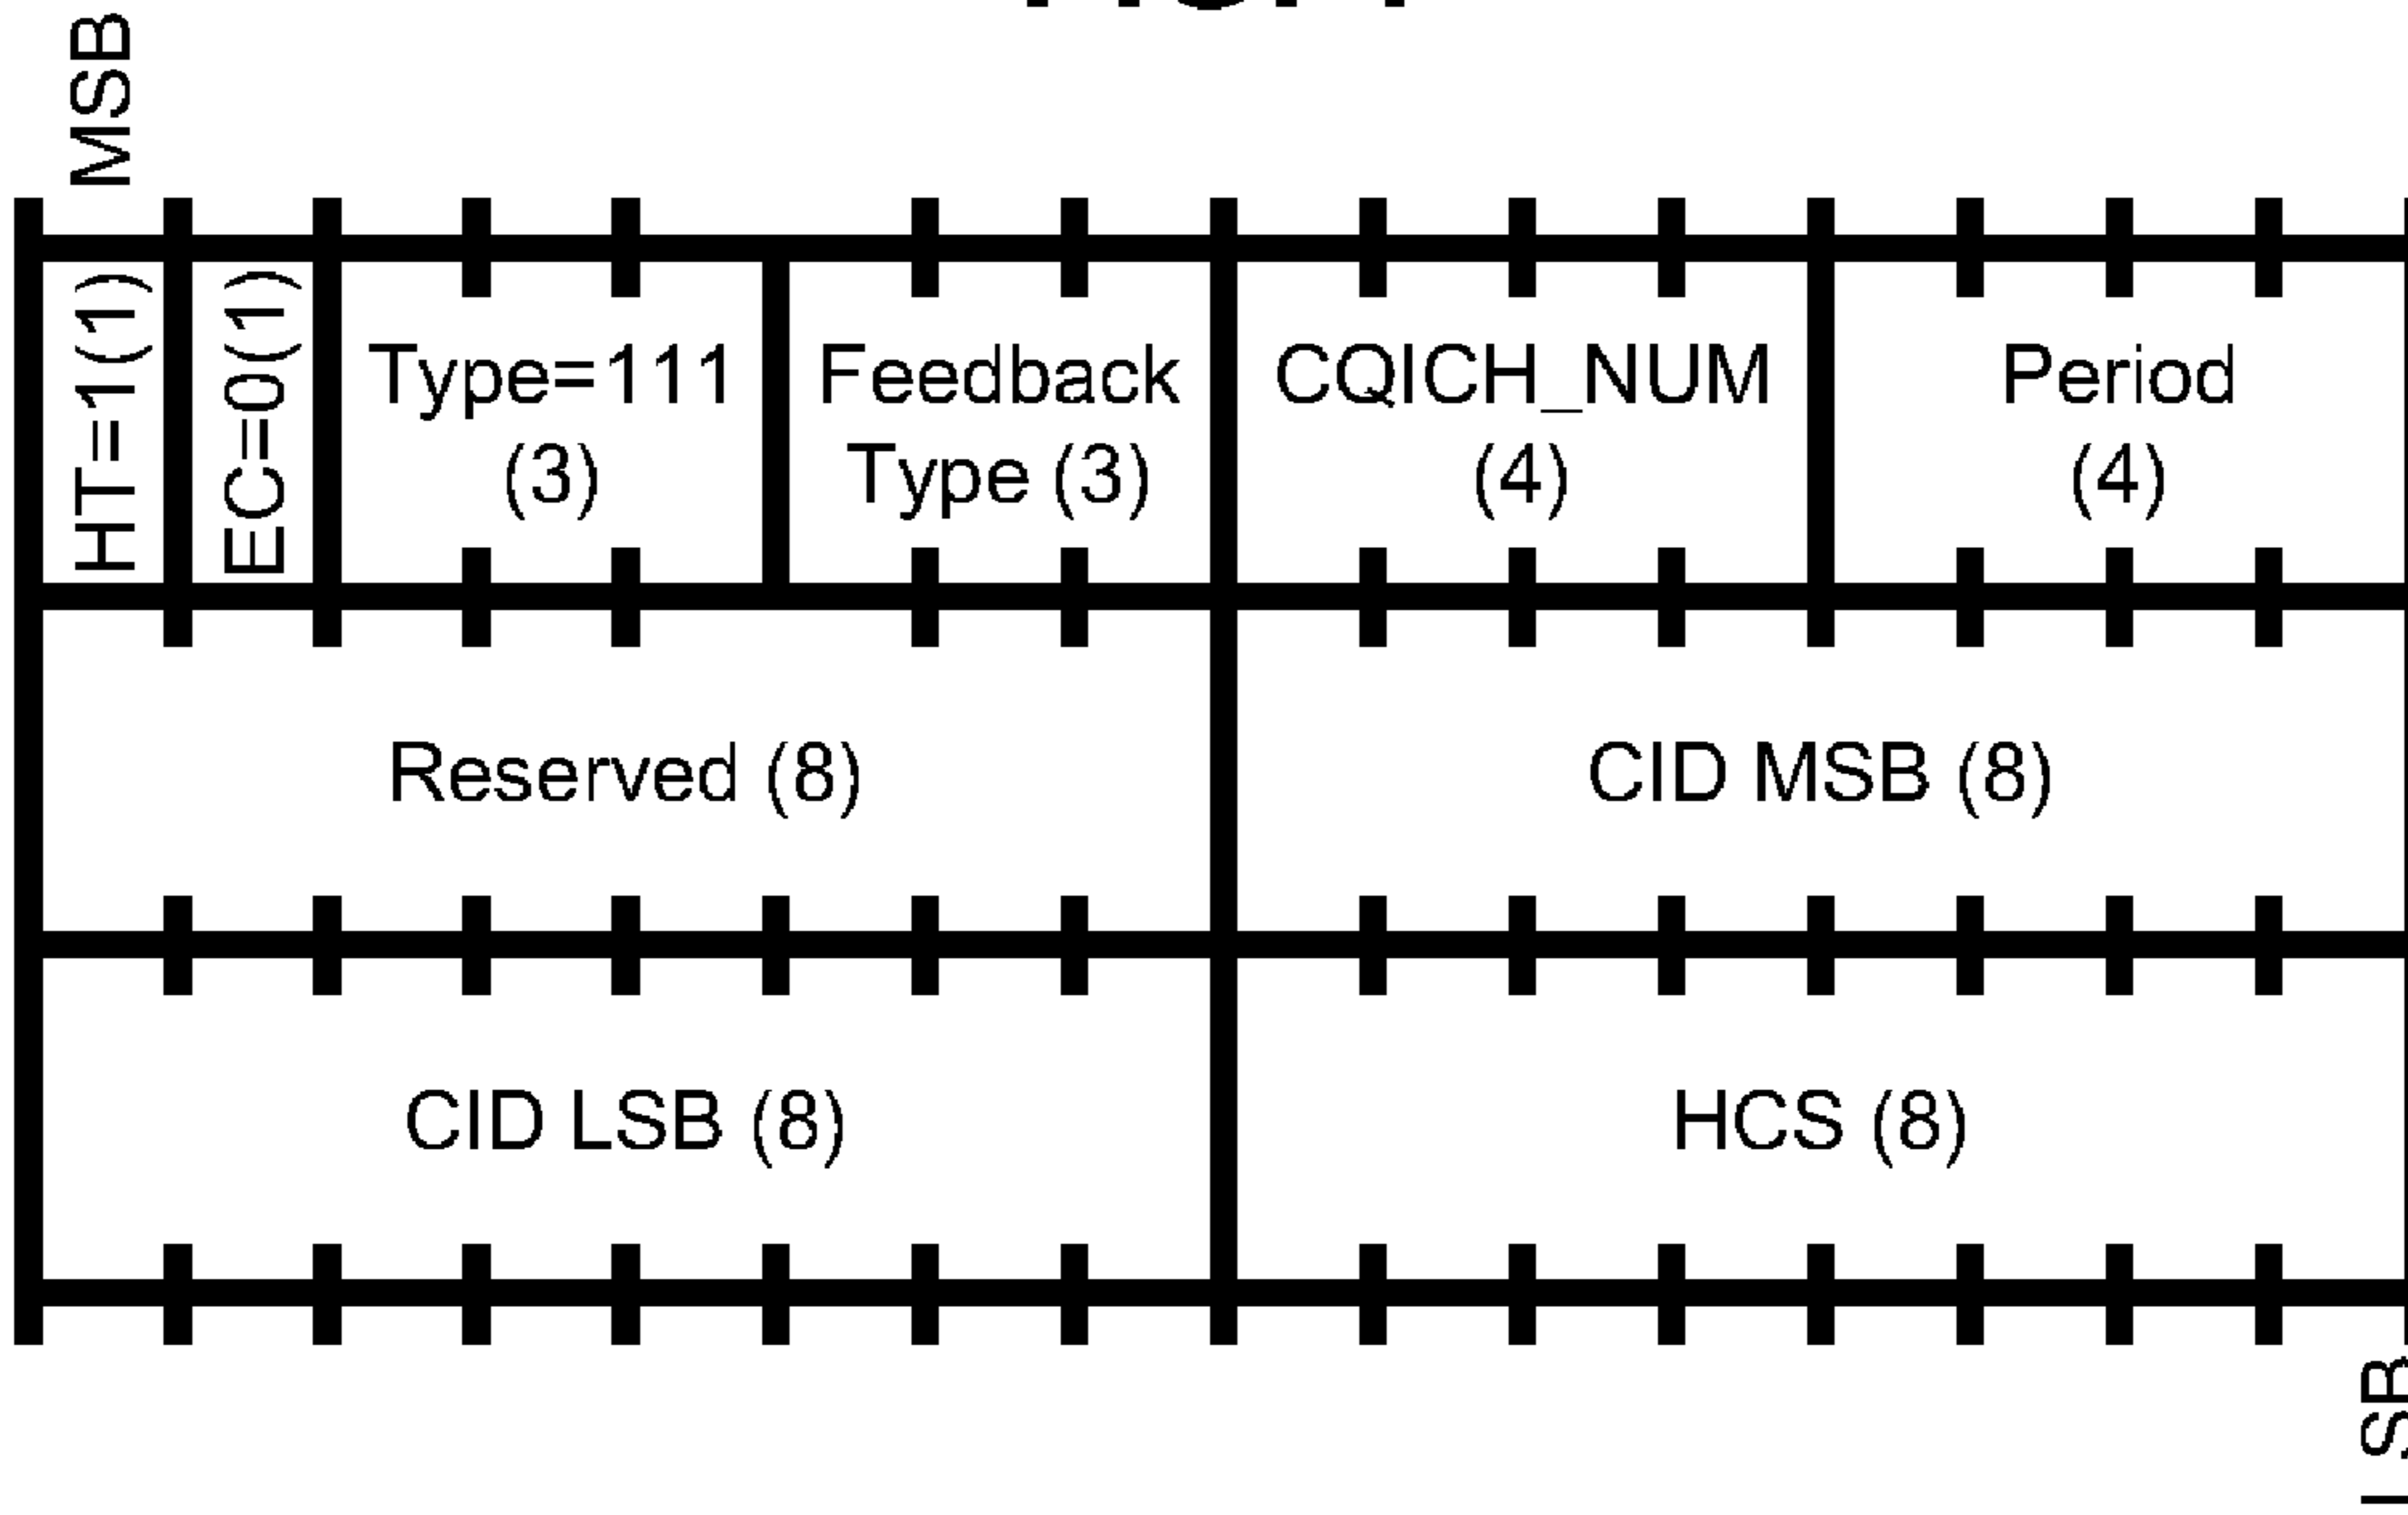 MSB
HT=1(1)
EC=0(1)
Type=111
(3)
Feedback
Type (3)
CQICH_NUM
(4)
Period
(4)
Reserved (8)
CID MSB (8)
CID LSB (8)
HCS (8)
LSB